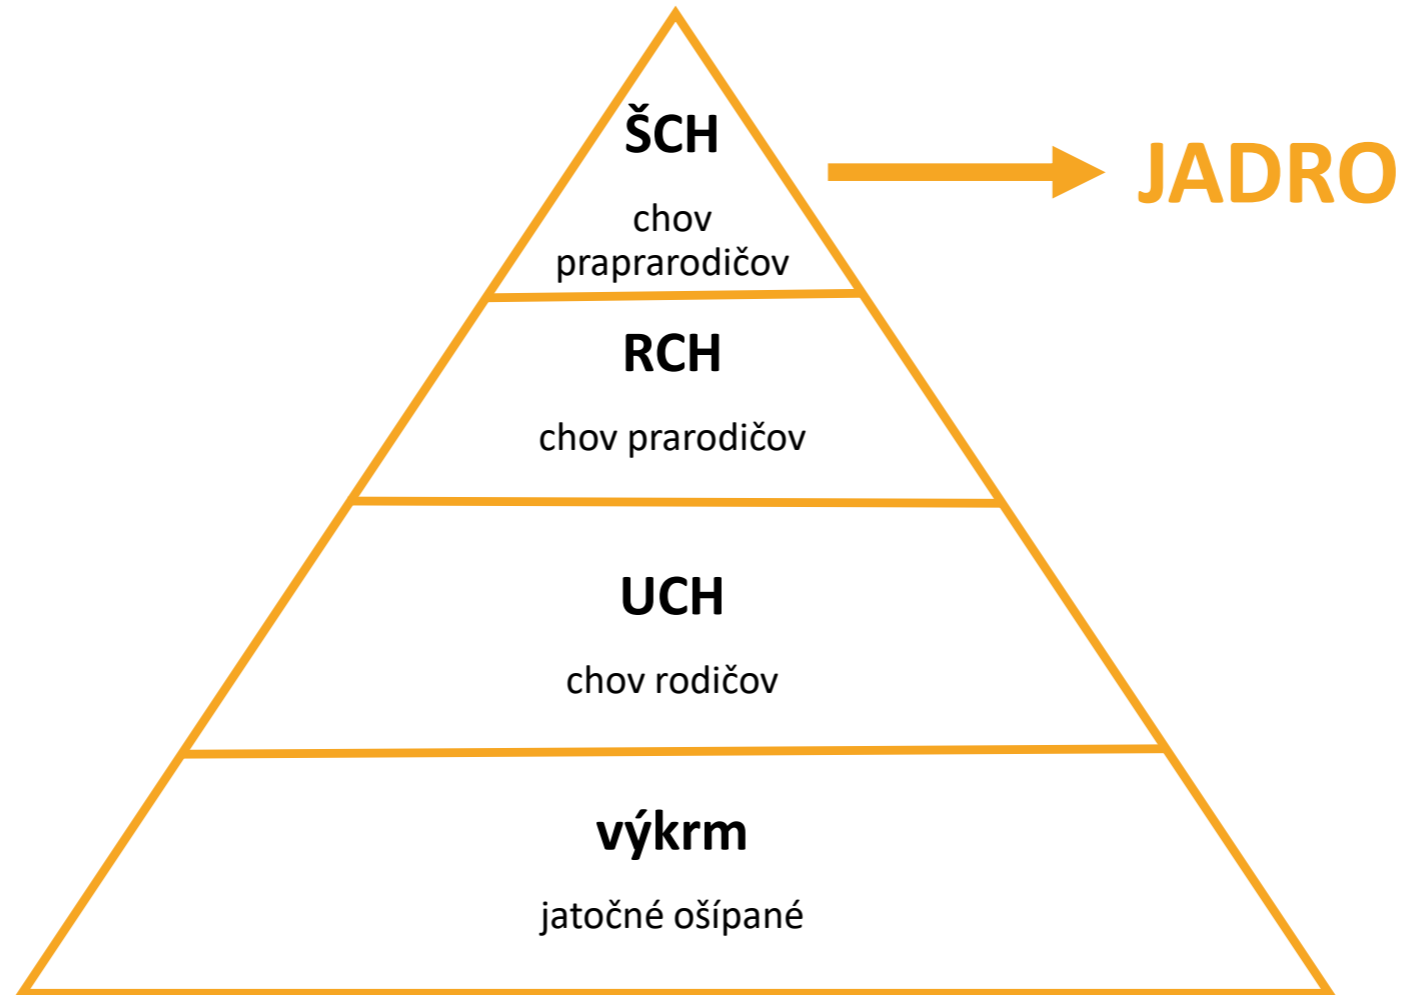 ŠCH
JADRO
chov
praprarodičov
RCH
chov prarodičov
UCH
chov rodičov
výkrm
jatočné ošípané